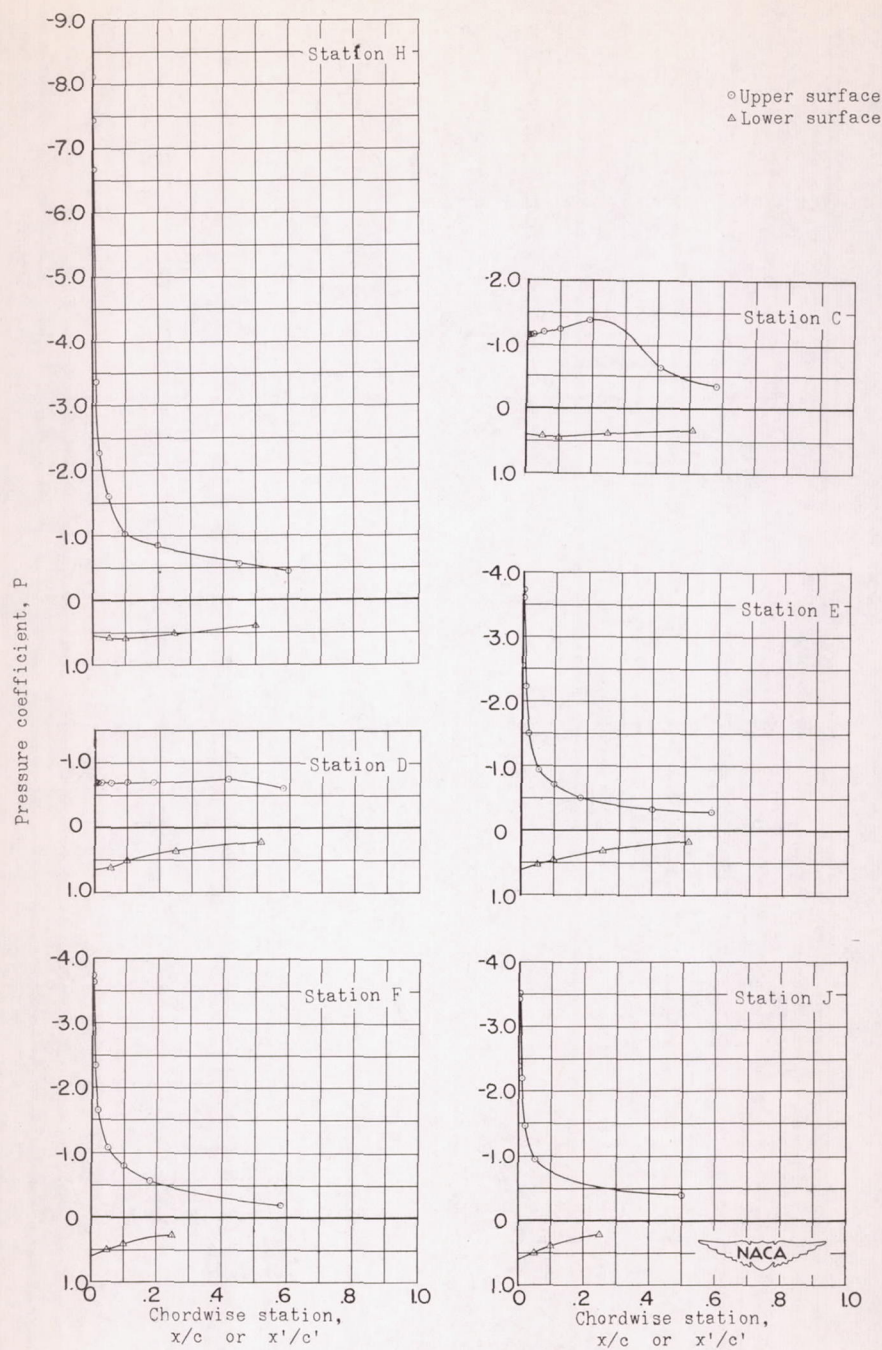 -9.0
-8.0
-7.0
-6.0
-5.0
-4.0
-3.0
-2.0
-1.0
0
1.0
Station H
○ Upper surface
△ Lower surface
-2.0
-1.0
0
1.0
Station C
Pressure coefficient, P
-4.0
-3.0
-2.0
-1.0
0
1.0
Station E
-1.0
0
1.0
Station D
-4.0
-3.0
-2.0
-1.0
0
1.0
Station F
0 .2 .4 .6 .8 1.0
Chordwise station,
x/c or x'/c'
-4.0
-3.0
-2.0
-1.0
0
1.0
Station J
NACA
0 .2 .4 .6 .8 1.0
Chordwise station,
x/c or x'/c'